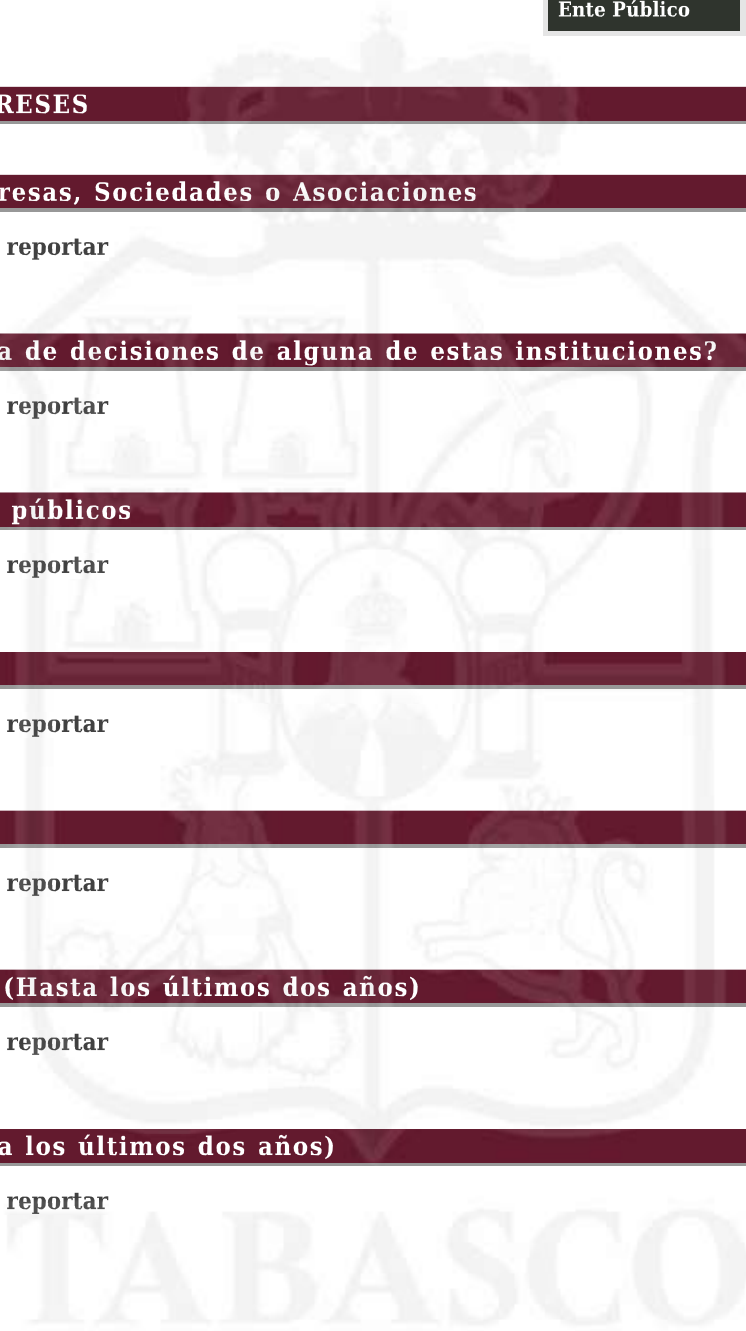 Ente Público
RESES
resas, Sociedades o Asociaciones
reportar
a de decisiones de alguna de estas instituciones?
reportar
públicos
reportar
reportar
reportar
(Hasta los últimos dos años)
reportar
a los últimos dos años)
reportar
TABASCO